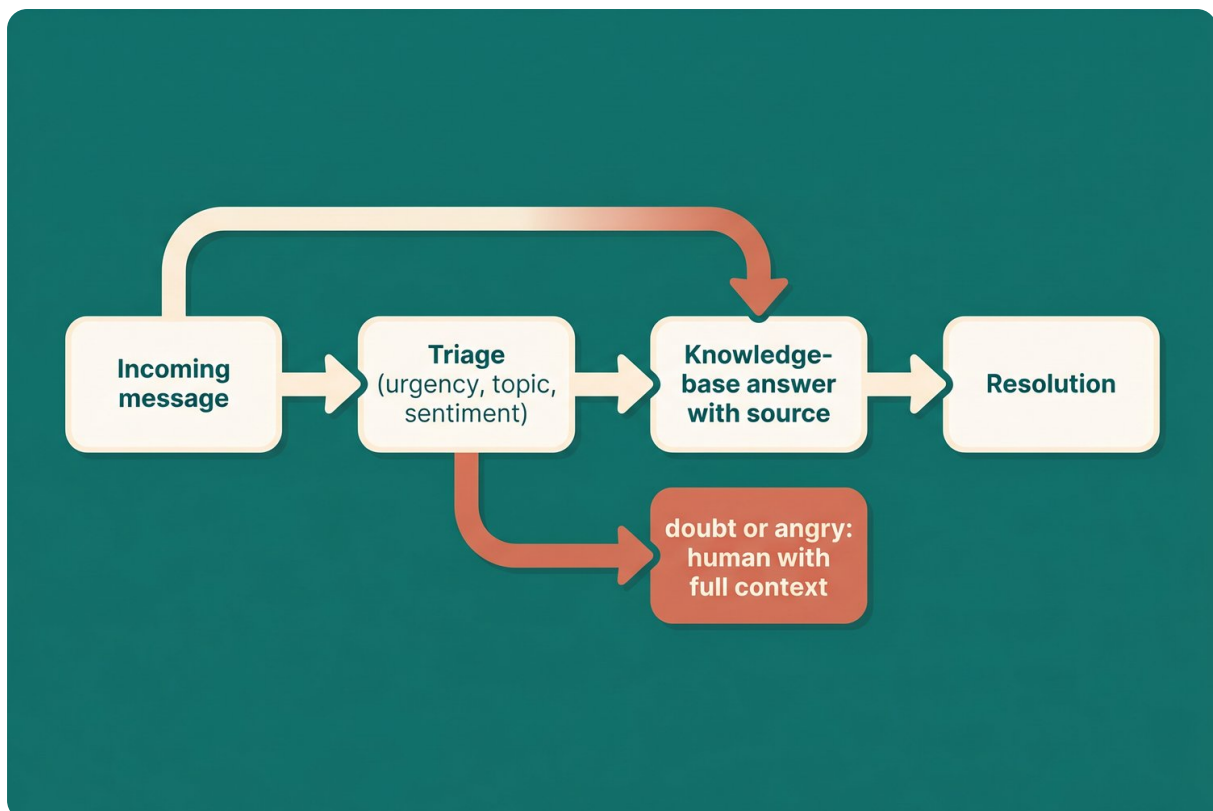 Incoming
message
Triage
(urgency, topic,
sentiment)
Knowledge-
base answer
with source
Resolution
doubt or angry:
human with
full context